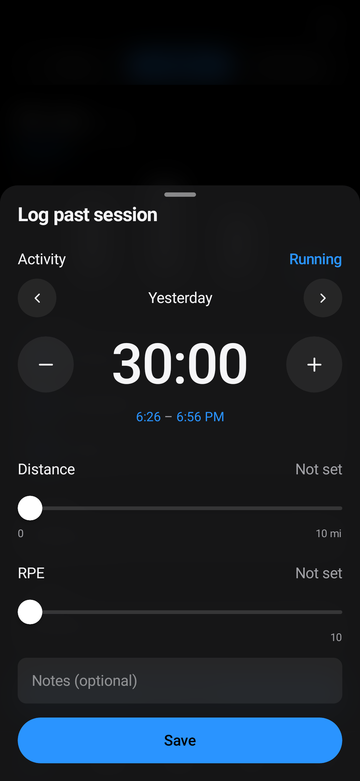 Log past session
Activity Running
Yesterday
30:00
6:26 – 6:56 PM
Distance Not set
0 10 mi
RPE Not set
10
Notes (optional)
Save